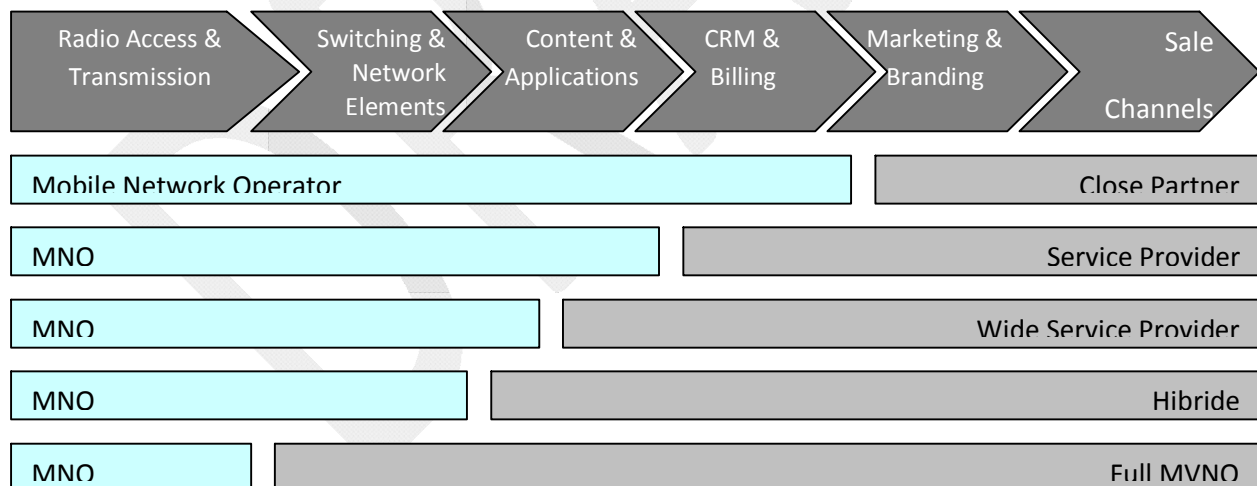 Radio Access &
Transmission
Switching &
Network
Elements
Content &
Applications
CRM &
Billing
Marketing &
Branding
Sale
Channels
Mobile Network Operator
Close Partner
MNO
Service Provider
MNO
Wide Service Provider
MNO
Hibride
MNO
Full MVNO